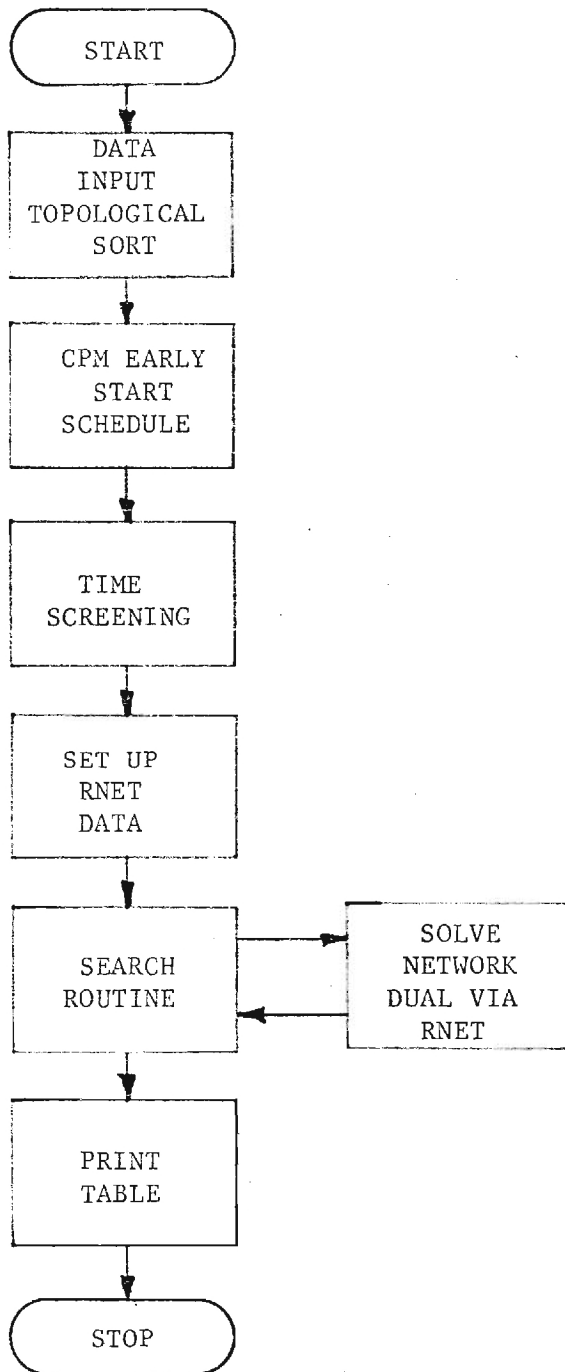 START
DATA
INPUT
TOPOLOGICAL
SORT
CPM EARLY
START
SCHEDULE
TIME
SCREENING
SET UP
RNET
DATA
SEARCH
ROUTINE
SOLVE
NETWORK
DUAL VIA
RNET
PRINT
TABLE
STOP